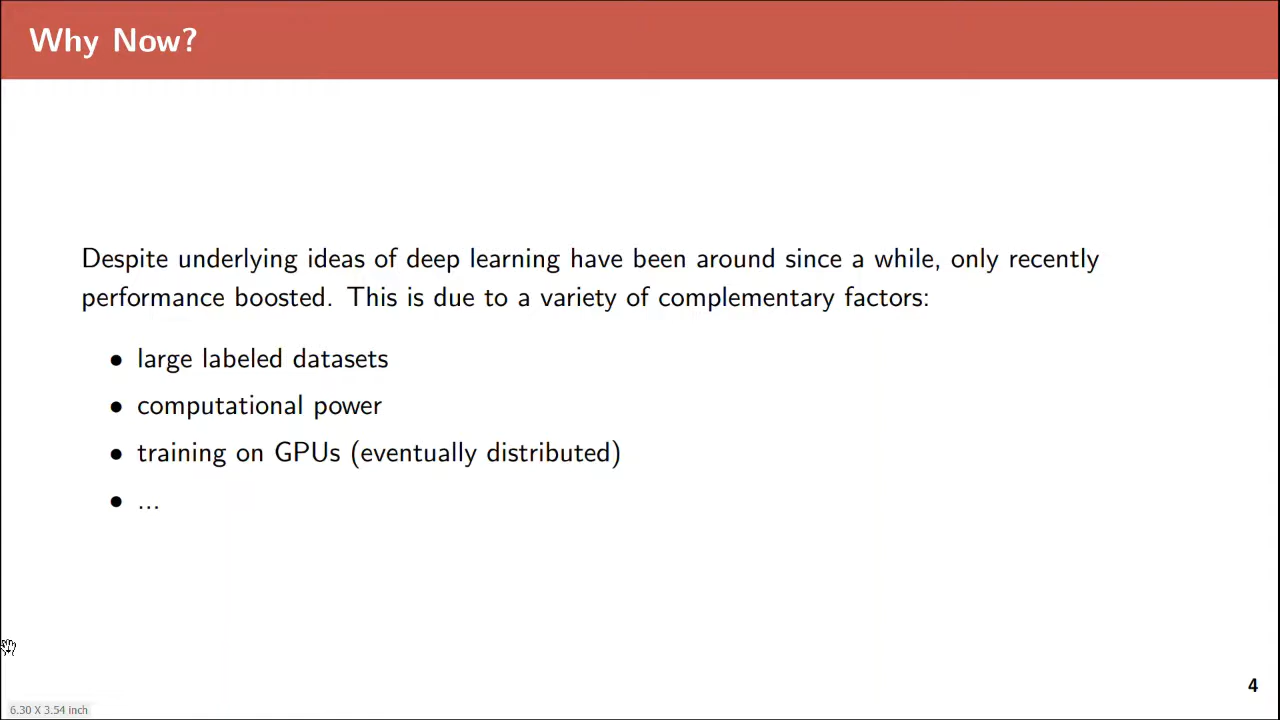 Why Now?
Despite underlying ideas of deep learning have been around since a while, only recently
performance boosted. This is due to a variety of complementary factors:
• large labeled datasets
• computational power
• training on GPUs (eventually distributed)
• ...
4
6.30 X 3.54 inch